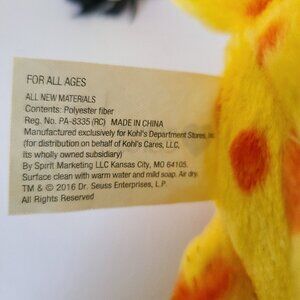 FOR ALL AGES
ALL NEW MATERIALS
Contents: Polyester fiber
Reg. No. PA-8335 (RC) MADE IN CHINA
Manufactured exclusively for Kohl's Department Stores, Inc.
(for distribution on behalf of Kohl's Cares, LLC,
its wholly owned subsidiary)
By Spirit Marketing LLC Kansas City, MO 64105.
Surface clean with warm water and mild soap. Air dry.
TM & © 2016 Dr. Seuss Enterprises, L.P.
All Rights Reserved